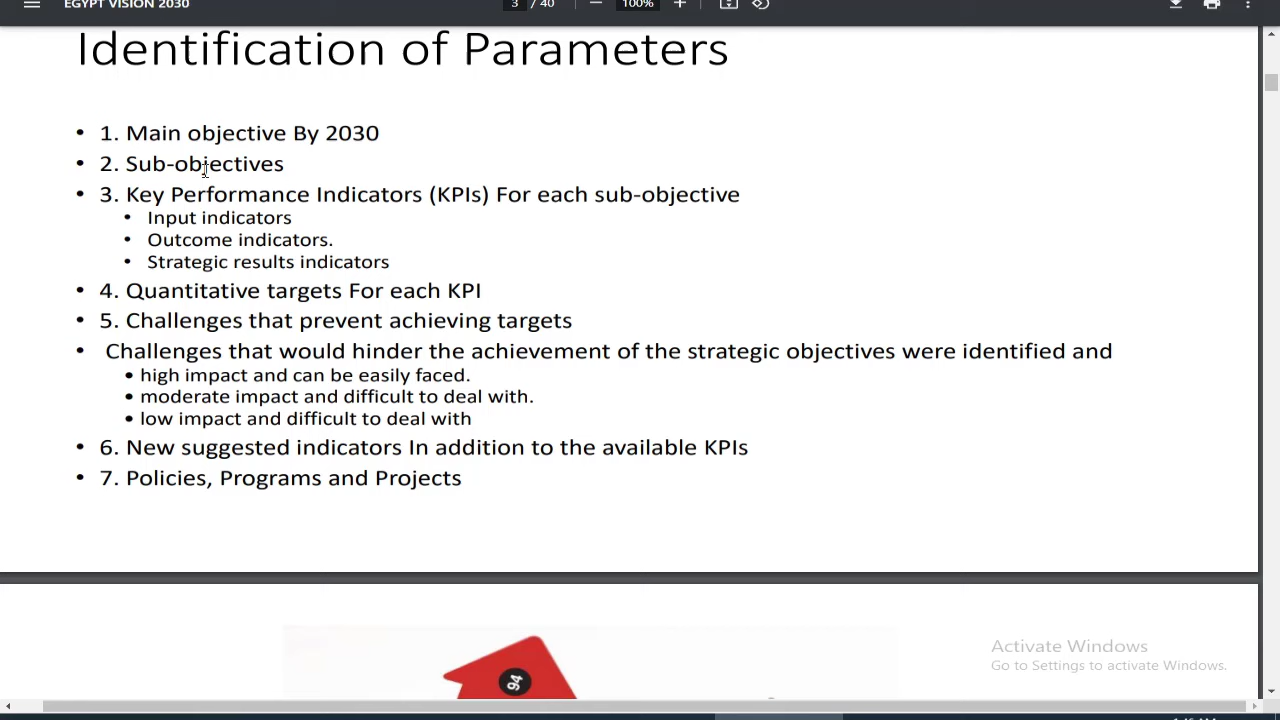 EGYPT VISION 2030
3 / 40
100%
Identification of Parameters
• 1. Main objective By 2030
• 2. Sub-objectives
• 3. Key Performance Indicators (KPIs) For each sub-objective
• Input indicators
• Outcome indicators.
• Strategic results indicators
• 4. Quantitative targets For each KPI
• 5. Challenges that prevent achieving targets
• Challenges that would hinder the achievement of the strategic objectives were identified and
• high impact and can be easily faced.
• moderate impact and difficult to deal with.
• low impact and difficult to deal with
• 6. New suggested indicators In addition to the available KPIs
• 7. Policies, Programs and Projects
94
Activate Windows
Go to Settings to activate Windows.